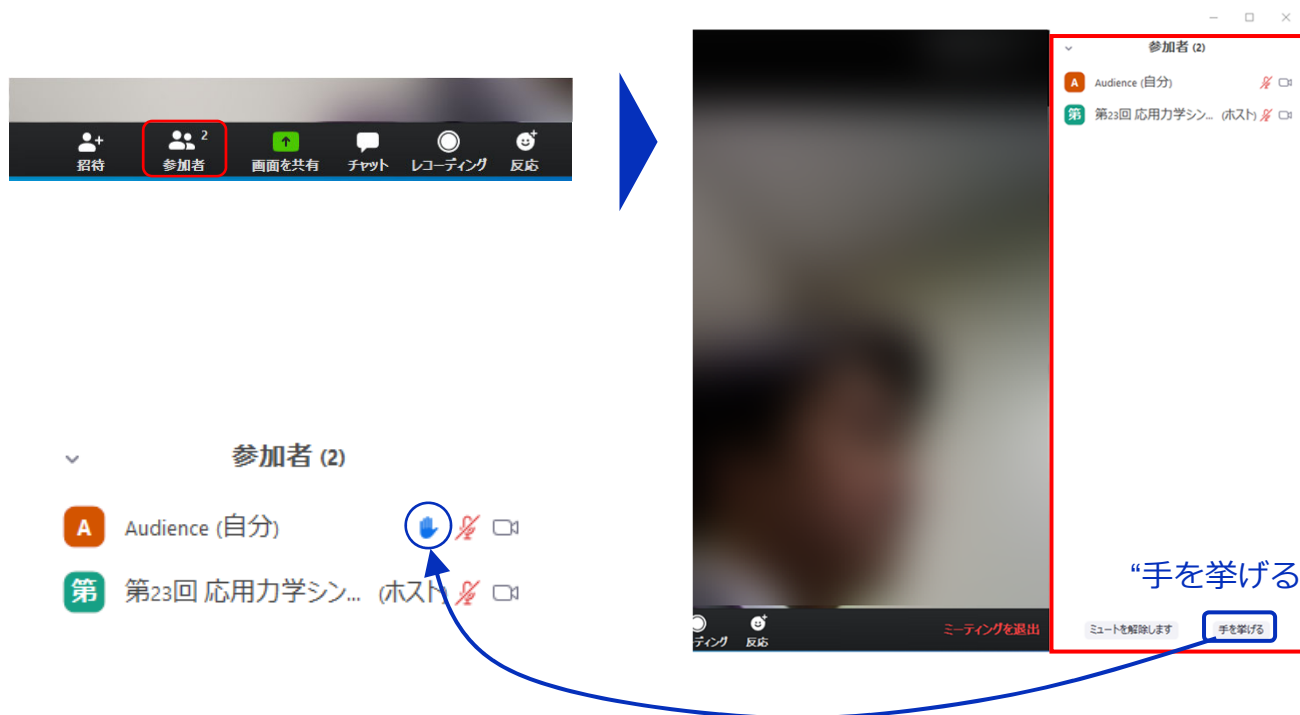 招待
参加者 2
画面を共有
チャット
レコーディング
反応
参加者 (2)
A Audience (自分)
第 第23回 応用力学シン... (ホスト)
ディング
反応
ミーティングを退出
“手を挙げる
ミュートを解除します
手を挙げる
参加者 (2)
A Audience (自分)
第 第23回 応用力学シン... (ホスト)